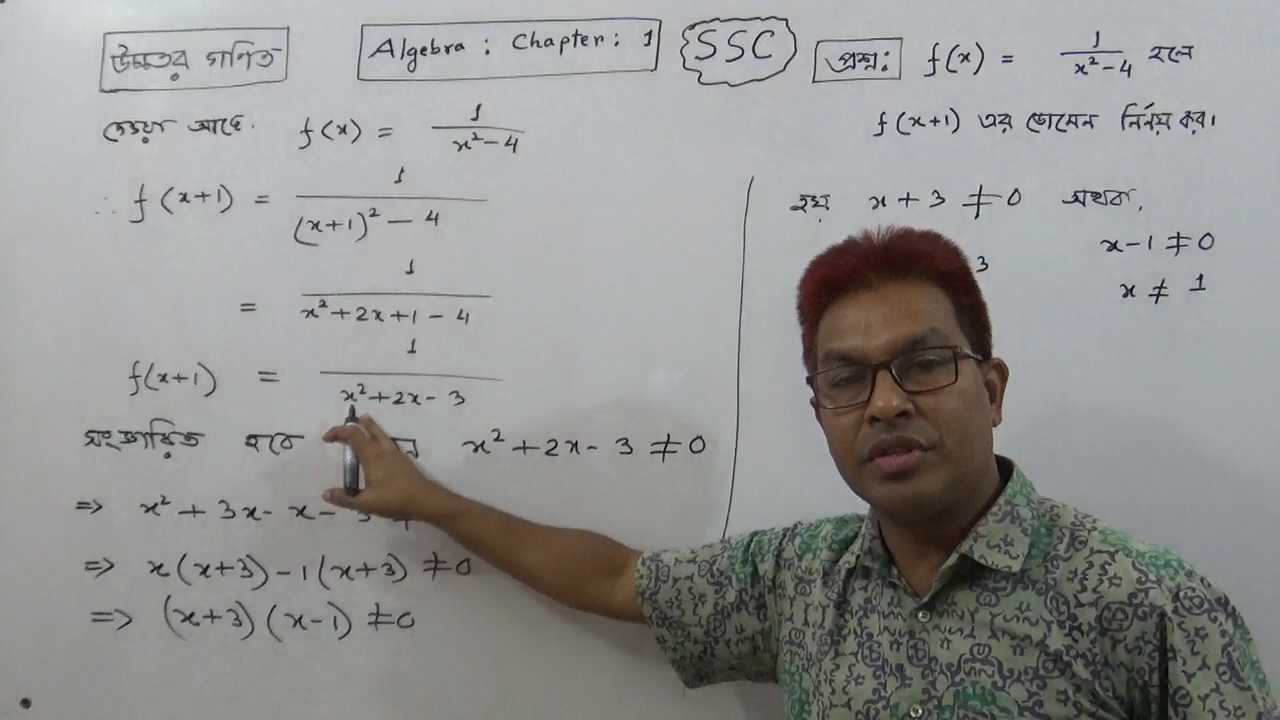 উচ্চতর গণিত
Algebra : Chapter : 1
SSC
প্রশ্ন: f(x) = 1/(x²-4) হলে
f(x+1) এর ডোমেন নির্ণয় কর।
দেওয়া আছে. f(x) = 1/(x²-4)
∴ f(x+1) = 1/((x+1)² - 4)
= 1/(x²+2x+1-4)
f(x+1) = 1/(x²+2x-3)
সংজ্ঞায়িত হবে x²+2x-3 ≠0
=> x² + 3x - x -
=> x(x+3)-1(x+3) ≠0
=> (x+3)(x-1) ≠0
হয় x+3 ≠0 অথবা,
x-1 ≠0
3
x ≠ 1